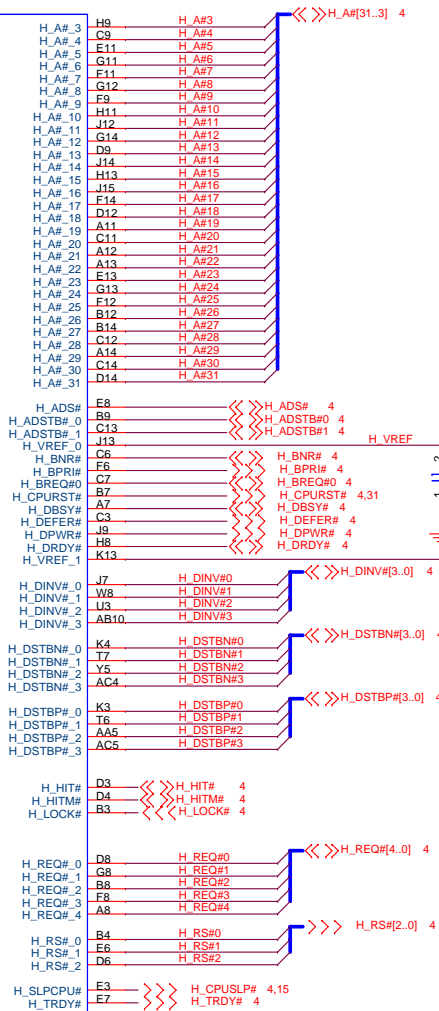 H_A#_3 H9 H_A#3 H_A#[31..3] 4
H_A#_4 C9 H_A#4
H_A#_5 E11 H_A#5
H_A#_6 G11 H_A#6
H_A#_7 F11 H_A#7
H_A#_8 G12 H_A#8
H_A#_9 F9 H_A#9
H_A#_10 H11 H_A#10
H_A#_11 J12 H_A#11
H_A#_12 G14 H_A#12
H_A#_13 D9 H_A#13
H_A#_14 J14 H_A#14
H_A#_15 H13 H_A#15
H_A#_16 J15 H_A#16
H_A#_17 F14 H_A#17
H_A#_18 D12 H_A#18
H_A#_19 A11 H_A#19
H_A#_20 C11 H_A#20
H_A#_21 A12 H_A#21
H_A#_22 A13 H_A#22
H_A#_23 E13 H_A#23
H_A#_24 G13 H_A#24
H_A#_25 F12 H_A#25
H_A#_26 B12 H_A#26
H_A#_27 B14 H_A#27
H_A#_28 C12 H_A#28
H_A#_29 A14 H_A#29
H_A#_30 C14 H_A#30
H_A#_31 D14 H_A#31
H_ADS# E8 H_ADS# 4
H_ADSTB#_0 B9 H_ADSTB#0 4
H_ADSTB#_1 C13 H_ADSTB#1 4
H_VREF_0 J13 H_VREF
H_BNR# C6 H_BNR# 4
H_BPRI# F6 H_BPRI# 4
H_BREQ#0 C7 H_BREQ#0 4
H_CPURST# B7 H_CPURST# 4,31
H_DBSY# A7 H_DBSY# 4
H_DEFER# C3 H_DEFER# 4
H_DPWR# J9 H_DPWR# 4
H_DRDY# H8 H_DRDY# 4
H_VREF_1 K13
1 2
H_DINV#_0 J7 H_DINV#0 H_DINV#[3..0] 4
H_DINV#_1 W8 H_DINV#1
H_DINV#_2 U3 H_DINV#2
H_DINV#_3 AB10 H_DINV#3
H_DSTBN#_0 K4 H_DSTBN#0 H_DSTBN#[3..0] 4
H_DSTBN#_1 T7 H_DSTBN#1
H_DSTBN#_2 Y5 H_DSTBN#2
H_DSTBN#_3 AC4 H_DSTBN#3
H_DSTBP#_0 K3 H_DSTBP#0 H_DSTBP#[3..0] 4
H_DSTBP#_1 T6 H_DSTBP#1
H_DSTBP#_2 AA5 H_DSTBP#2
H_DSTBP#_3 AC5 H_DSTBP#3
H_HIT# D3 H_HIT# 4
H_HITM# D4 H_HITM# 4
H_LOCK# B3 H_LOCK# 4
H_REQ#_0 D8 H_REQ#0 H_REQ#[4..0] 4
H_REQ#_1 G8 H_REQ#1
H_REQ#_2 B8 H_REQ#2
H_REQ#_3 F8 H_REQ#3
H_REQ#_4 A8 H_REQ#4
H_RS#_0 B4 H_RS#0 H_RS#[2..0] 4
H_RS#_1 E6 H_RS#1
H_RS#_2 D6 H_RS#2
H_SLPCPU# E3 H_CPUSLP# 4,15
H_TRDY# E7 H_TRDY# 4